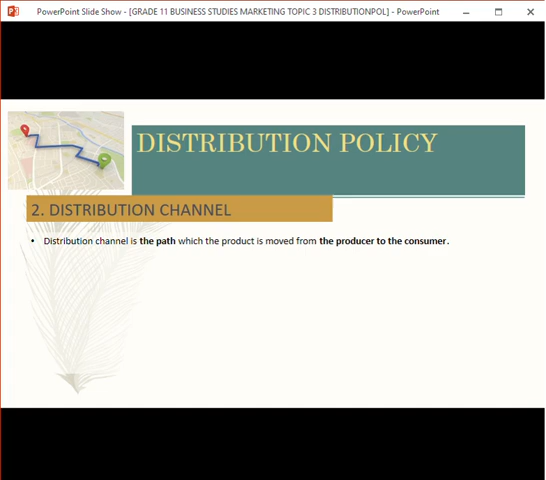 PowerPoint Slide Show - [GRADE 11 BUSINESS STUDIES MARKETING TOPIC 3 DISTRIBUTIONPOL] - PowerPoint
DISTRIBUTION POLICY
2. DISTRIBUTION CHANNEL
• Distribution channel is the path which the product is moved from the producer to the consumer.